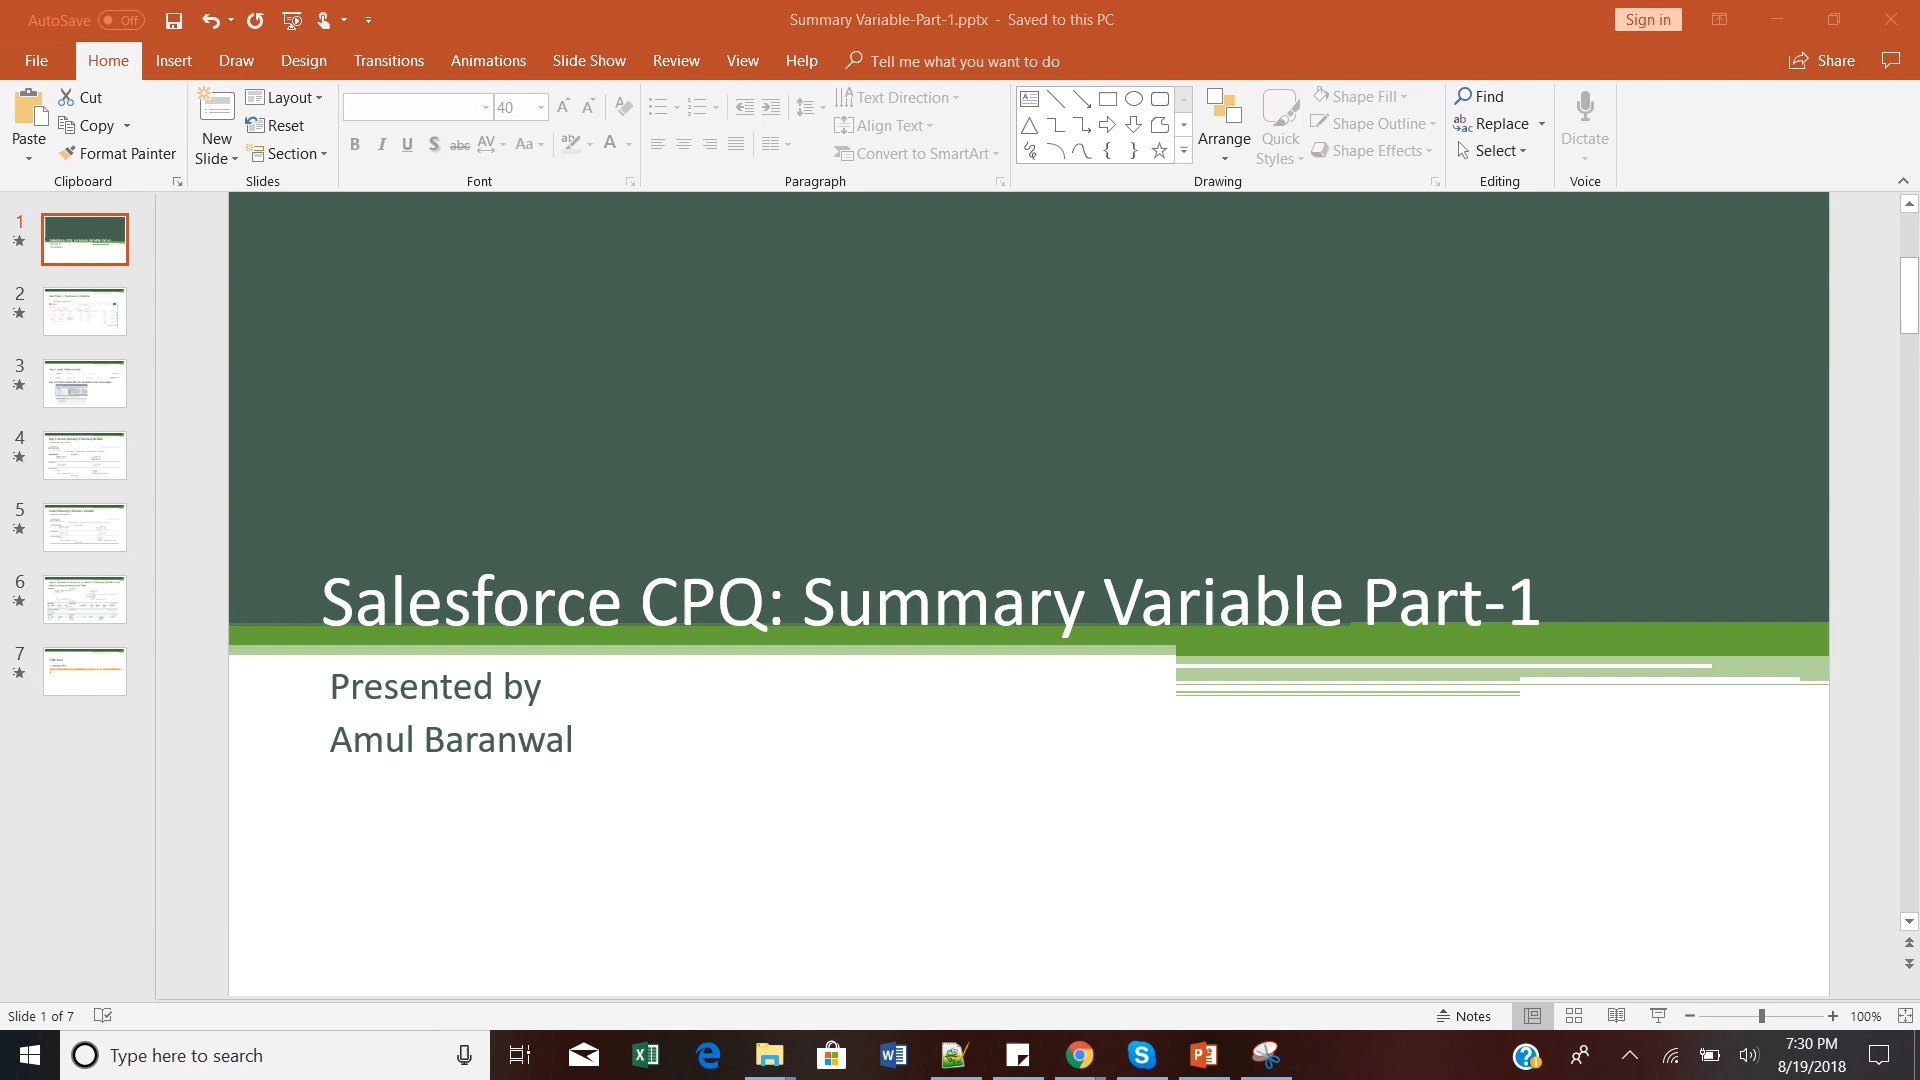 AutoSave Off
Summary Variable-Part-1.pptx - Saved to this PC
Sign in
File Home Insert Draw Design Transitions Animations Slide Show Review View Help Tell me what you want to do Share
Paste
Cut
Copy
Format Painter
Clipboard
New Slide
Layout
Reset
Section
Slides
40
B I U S abc AV Aa A
Font
Text Direction
Align Text
Convert to SmartArt
Paragraph
Arrange
Quick Styles
Shape Fill
Shape Outline
Shape Effects
Drawing
Find
Replace
Select
Editing
Dictate
Voice
1
2
3
4
5
6
7
Salesforce CPQ: Summary Variable Part-1
Presented by
Amul Baranwal
Slide 1 of 7
Notes
100%
Type here to search
7:30 PM
8/19/2018